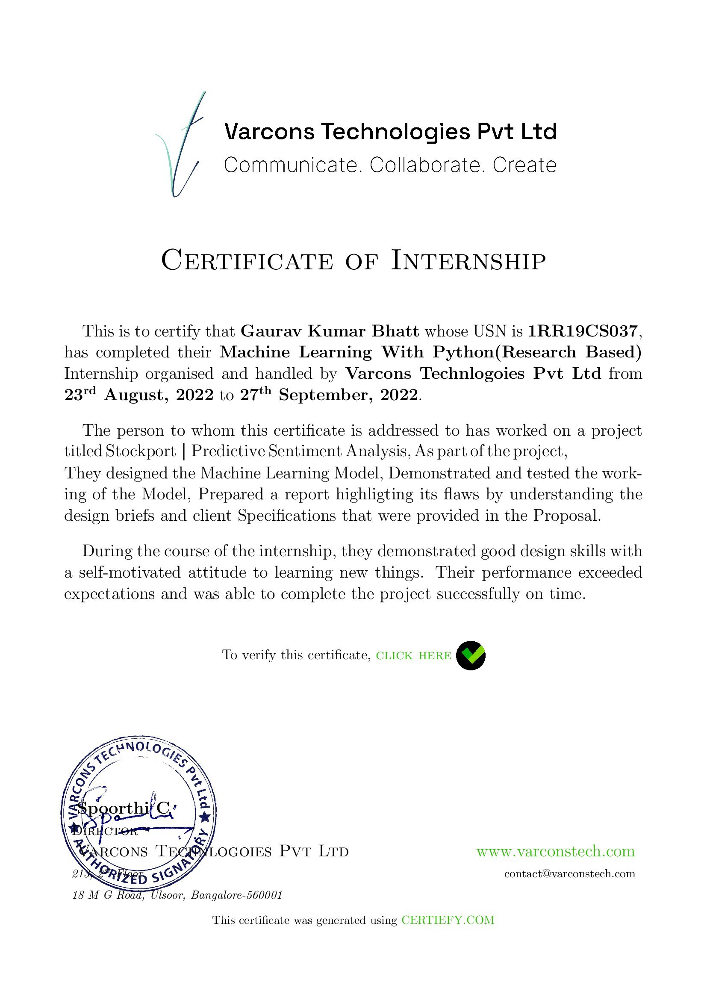 Varcons Technologies Pvt Ltd
Communicate. Collaborate. Create
Certificate of Internship
This is to certify that Gaurav Kumar Bhatt whose USN is 1RR19CS037,
has completed their Machine Learning With Python(Research Based)
Internship organised and handled by Varcons Technlogoies Pvt Ltd from
23rd August, 2022 to 27th September, 2022.
The person to whom this certificate is addressed to has worked on a project
titled Stockport | Predictive Sentiment Analysis, As part of the project,
They designed the Machine Learning Model, Demonstrated and tested the work-
ing of the Model, Prepared a report highligting its flaws by understanding the
design briefs and client Specifications that were provided in the Proposal.
During the course of the internship, they demonstrated good design skills with
a self-motivated attitude to learning new things. Their performance exceeded
expectations and was able to complete the project successfully on time.
To verify this certificate, click here
VARCONS TECHNOLOGIES Pvt Ltd
AUTHORIZED SIGNATORY
Spoorthi C
Director
Varcons Technlogoies Pvt Ltd
www.varconstech.com
213, 2st Floor,
contact@varconstech.com
18 M G Road, Ulsoor, Bangalore-560001
This certificate was generated using CERTIEFY.COM